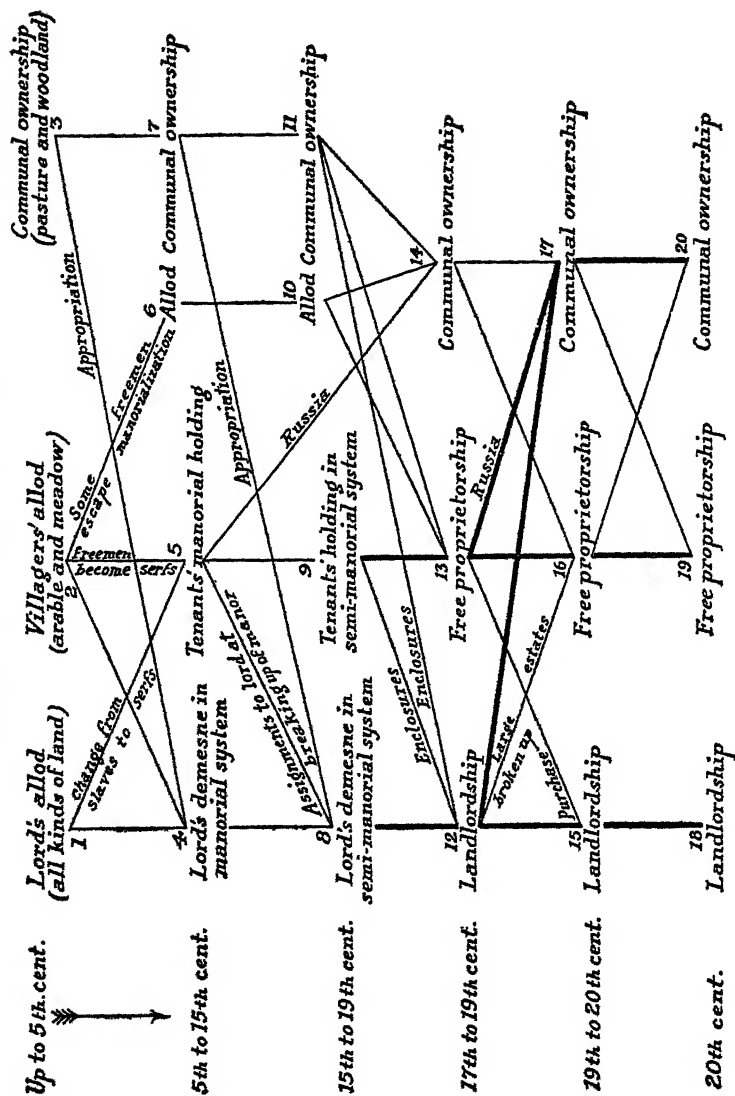 Up to 5th cent.
Lord's allod
(all kinds of land)
Villagers' allod
(arable and meadow)
Communal ownership
(pasture and woodland)
1
2
3
change from
slaves to serfs
Freemen
become serfs
Some freemen
escape manorialization
Appropriation
5th to 15th cent.
4
Lord's demesne in
manorial system
5
Tenants' manorial holding
6
Allod
7
Communal ownership
Assignments to lord at
breaking up of manor
Appropriation
Russia
15th to 19th cent.
8
Lord's demesne in
semi-manorial system
9
Tenants' holding in
semi-manorial system
10
Allod
11
Communal ownership
Enclosures
Enclosures
17th to 19th cent.
12
Landlordship
13
Free proprietorship
14
Communal ownership
Large estates
broken up
purchase
Russia
19th to 20th cent.
15
Landlordship
16
Free proprietorship
17
Communal ownership
20th cent.
18
Landlordship
19
Free proprietorship
20
Communal ownership